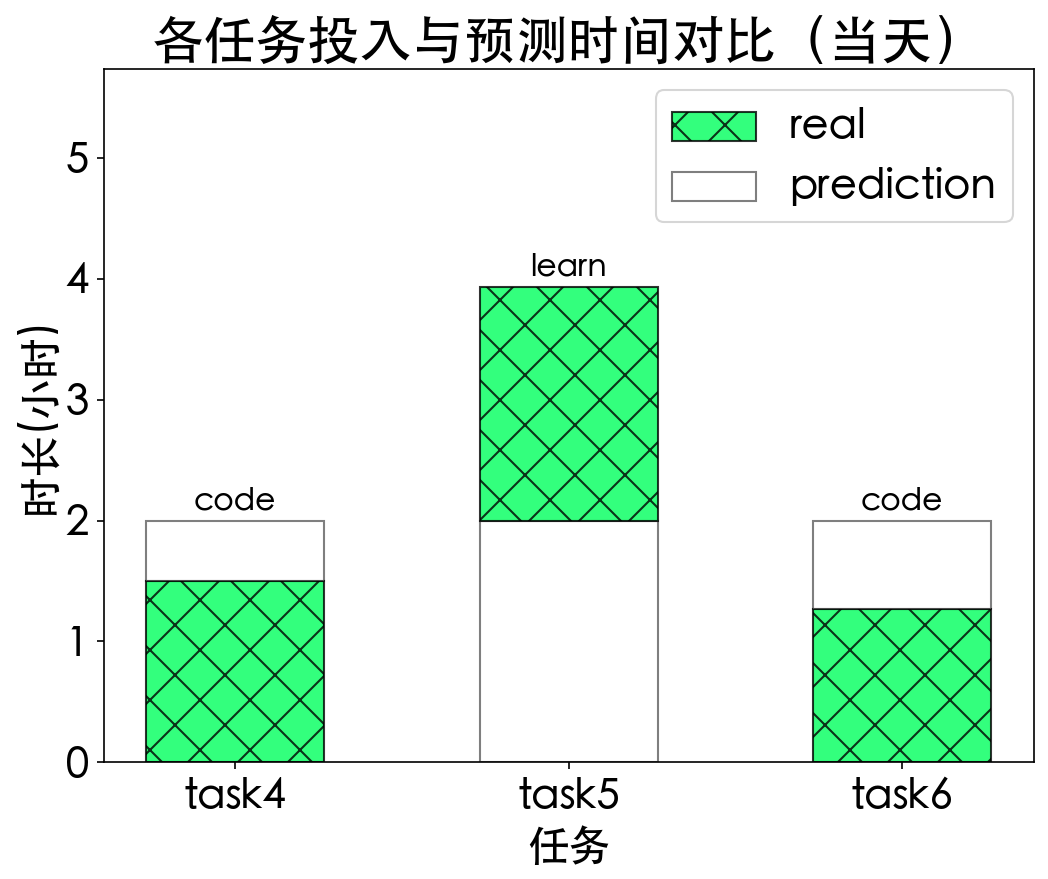 各任务投入与预测时间对比（当天）
real
prediction
时长(小时)
5
4
3
2
1
0
code
learn
code
task4
task5
task6
任务